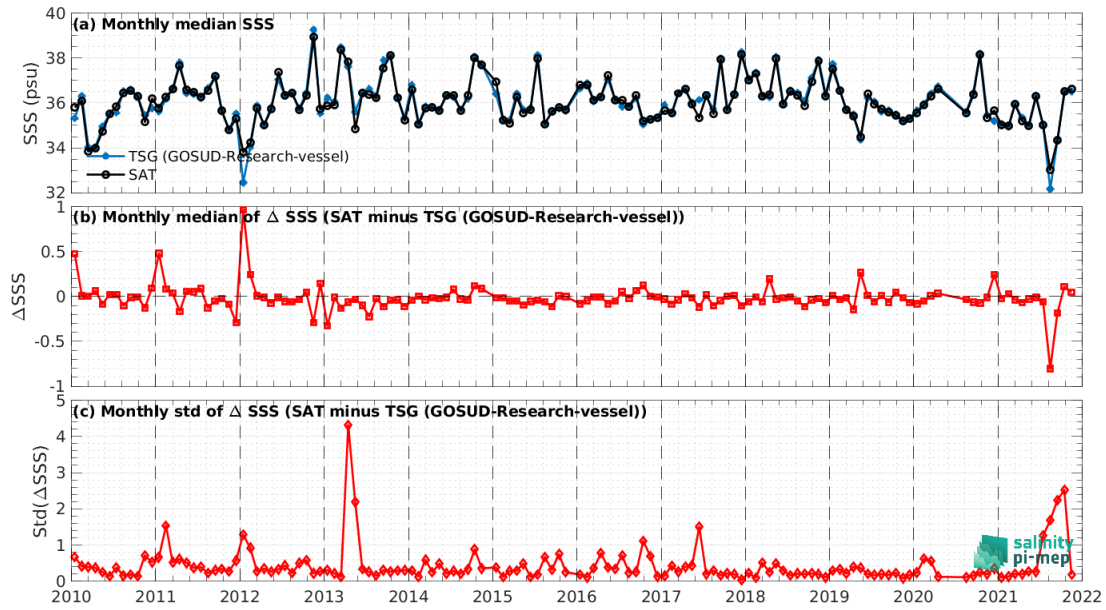 (a) Monthly median SSS
SSS (psu)
40
38
36
34
32
TSG (GOSUD-Research-vessel)
SAT
(b) Monthly median of Δ SSS (SAT minus TSG (GOSUD-Research-vessel))
ΔSSS
1
0.5
0
-0.5
-1
(c) Monthly std of Δ SSS (SAT minus TSG (GOSUD-Research-vessel))
Std(ΔSSS)
5
4
3
2
1
0
salinity
pi-mep
2010 2011 2012 2013 2014 2015 2016 2017 2018 2019 2020 2021 2022